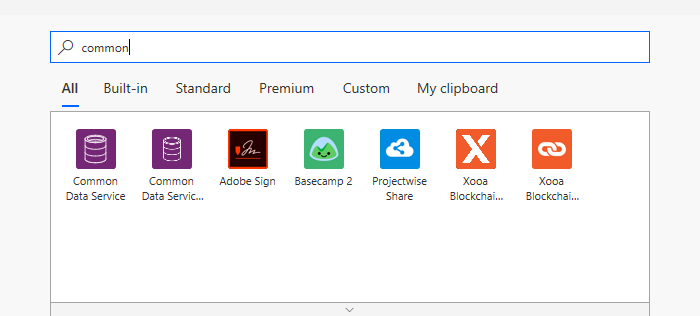 common
All Built-in Standard Premium Custom My clipboard
Common Data Service
Common Data Servic...
Adobe Sign
Basecamp 2
Projectwise Share
Xooa Blockchai...
Xooa Blockchai...